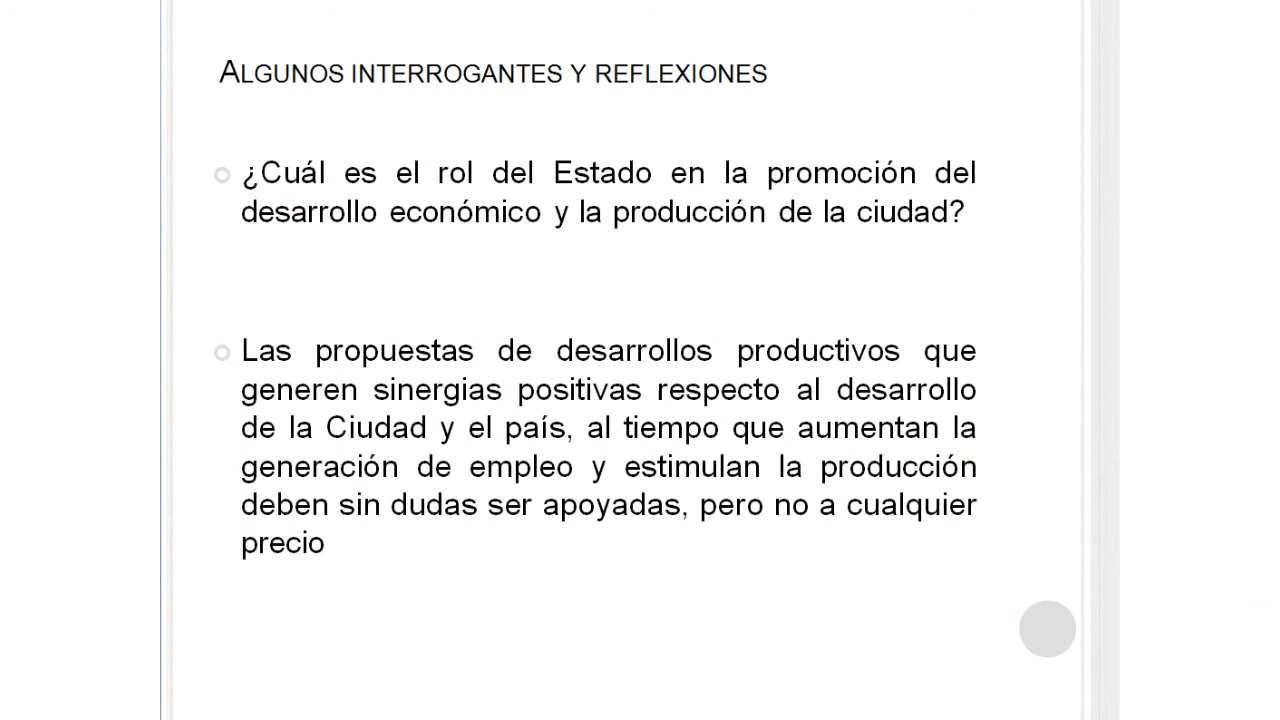 ALGUNOS INTERROGANTES Y REFLEXIONES
¿Cuál es el rol del Estado en la promoción del
desarrollo económico y la producción de la ciudad?
Las propuestas de desarrollos productivos que
generen sinergias positivas respecto al desarrollo
de la Ciudad y el país, al tiempo que aumentan la
generación de empleo y estimulan la producción
deben sin dudas ser apoyadas, pero no a cualquier
precio